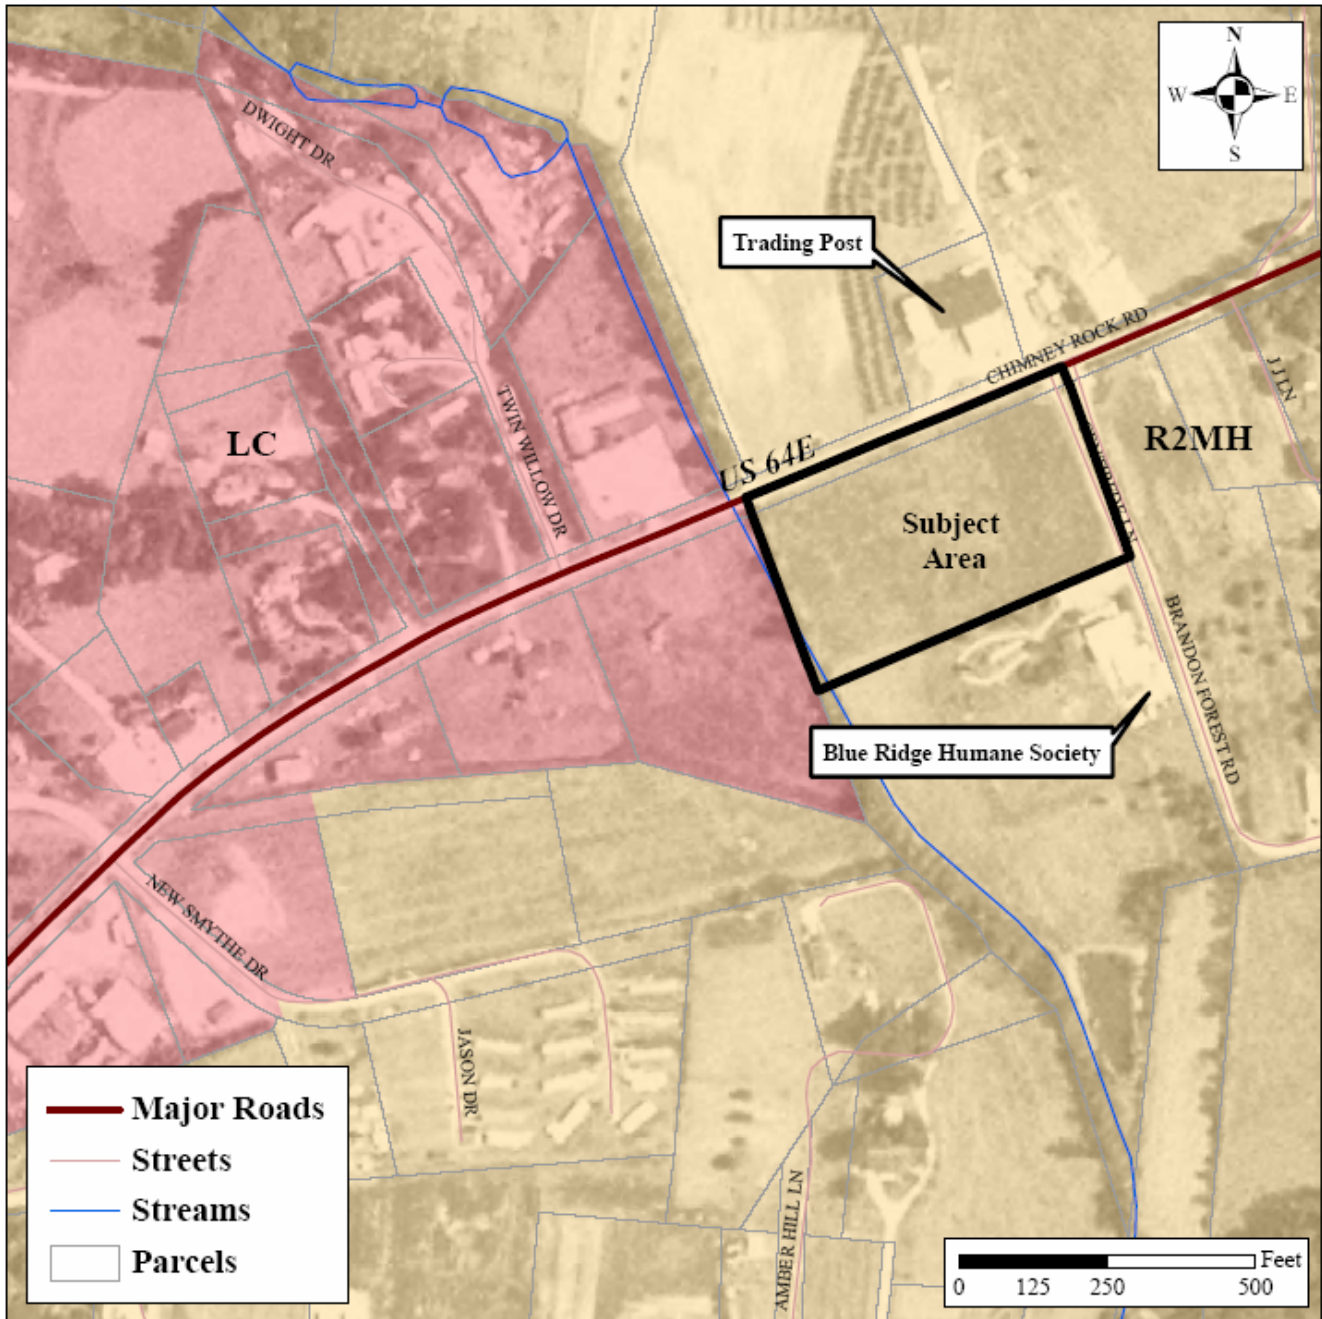 N
W E
S
DWIGHT DR
Trading Post
CHIMNEY ROCK RD
J J LN
US 64E
TWIN WILLOW DR
LC
R2MH
Subject
Area
BRANDON FOREST RD
Blue Ridge Humane Society
NEW SMYTHE DR
JASON DR
AMBER HILL LN
Major Roads
Streets
Streams
Parcels
Feet
0 125 250 500